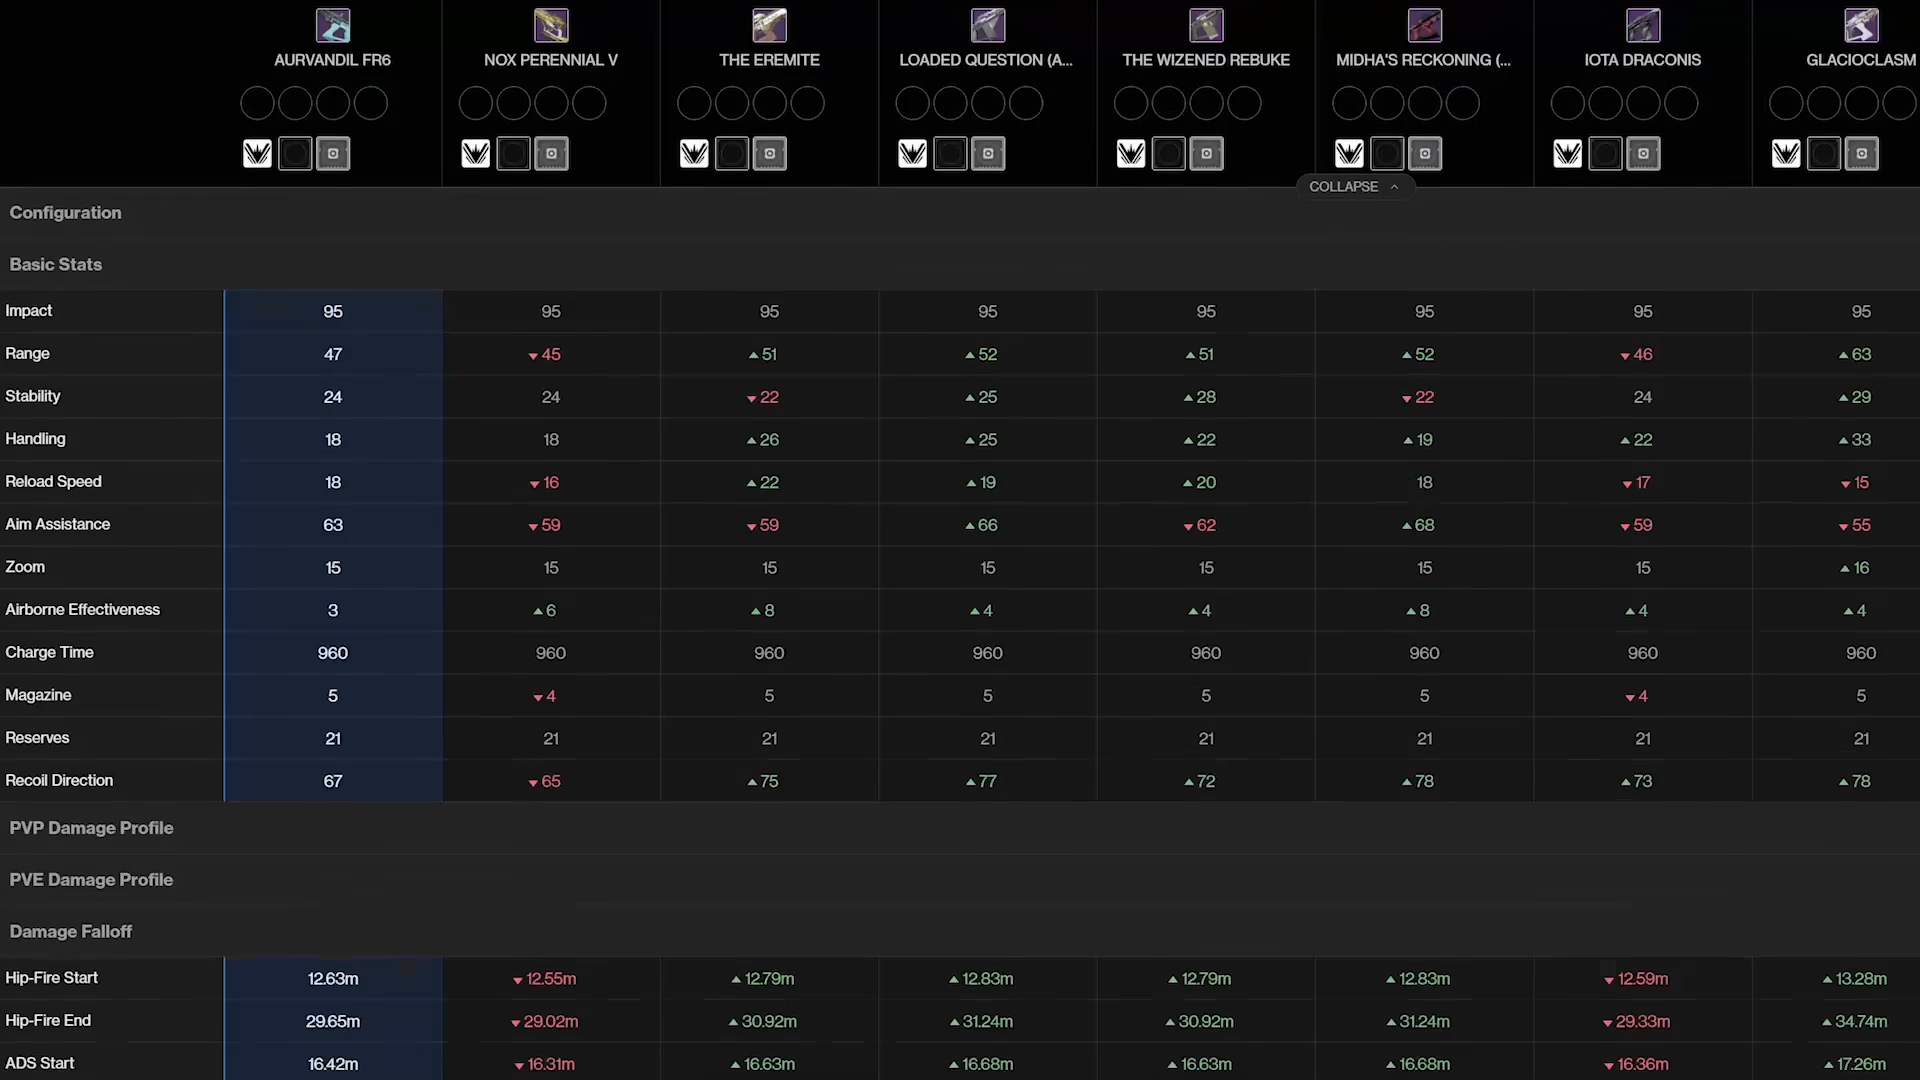 AURVANDIL FR6 NOX PERENNIAL V THE EREMITE LOADED QUESTION (A... THE WIZENED REBUKE MIDHA'S RECKONING (... IOTA DRACONIS GLACIOCLASM
COLLAPSE
Configuration
Basic Stats
Impact 95 95 95 95 95 95 95 95
Range 47 45 51 52 51 52 46 63
Stability 24 24 22 25 28 22 24 29
Handling 18 18 26 25 22 19 22 33
Reload Speed 18 16 22 19 20 18 17 15
Aim Assistance 63 59 59 66 62 68 59 55
Zoom 15 15 15 15 15 15 15 16
Airborne Effectiveness 3 6 8 4 4 8 4 4
Charge Time 960 960 960 960 960 960 960 960
Magazine 5 4 5 5 5 5 4 5
Reserves 21 21 21 21 21 21 21 21
Recoil Direction 67 65 75 77 72 78 73 78
PVP Damage Profile
PVE Damage Profile
Damage Falloff
Hip-Fire Start 12.63m 12.55m 12.79m 12.83m 12.79m 12.83m 12.59m 13.28m
Hip-Fire End 29.65m 29.02m 30.92m 31.24m 30.92m 31.24m 29.33m 34.74m
ADS Start 16.42m 16.31m 16.63m 16.68m 16.63m 16.68m 16.36m 17.26m